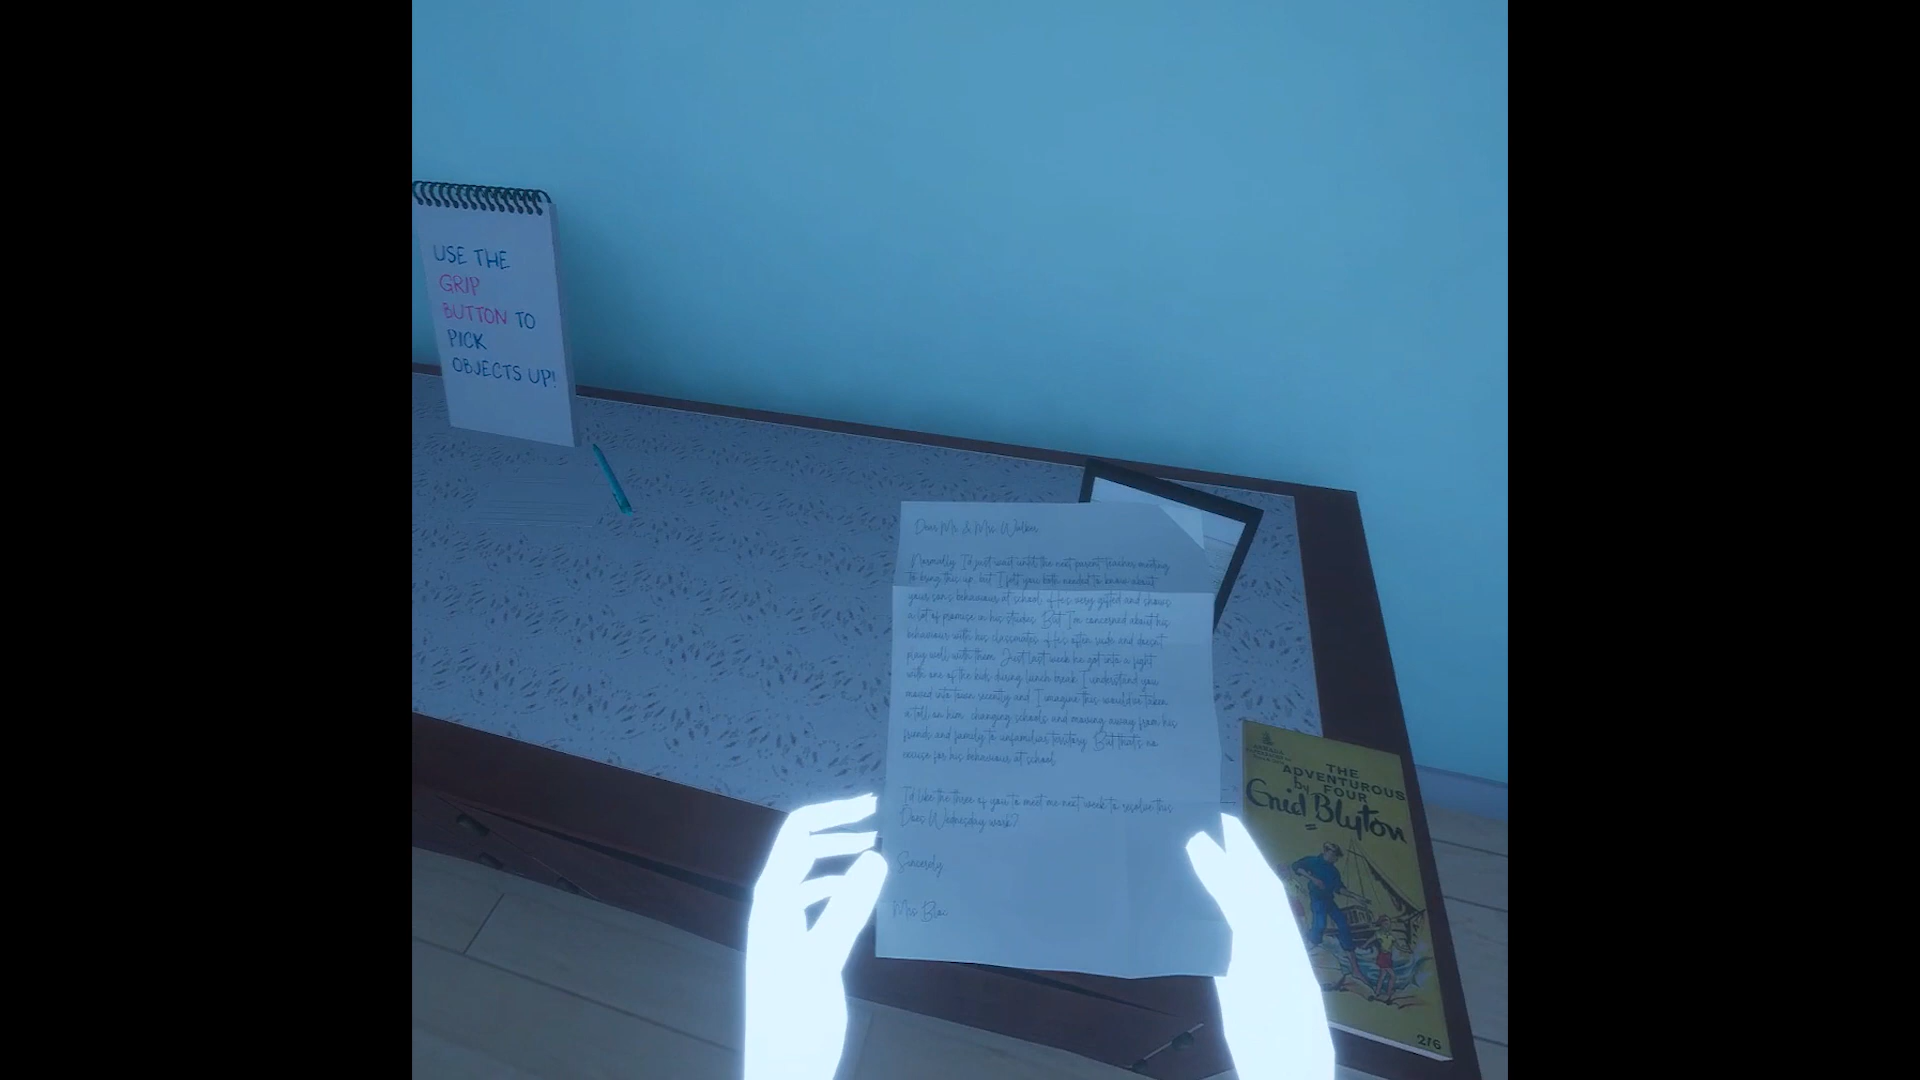 USE THE
GRIP
BUTTON TO
PICK
OBJECTS UP!
Dear Mr. & Mrs. Walker
Normally I'd just wait until the next parent teacher meeting
to bring this up, but I felt you both needed to know about
your son's behaviour at school. He's very gifted and shows
a lot of promise in his studies. But I'm concerned about his
behaviour with his classmates. He's often rude and doesn't
play well with them. Just last week he got into a fight
with one of the kids during lunch break. I understand you
moved into town recently and I imagine this would've taken
a toll on him, changing schools and moving away from his
friends and family to unfamiliar territory. But that's no
excuse for his behaviour at school.
I'd like the three of you to meet me next week to resolve this.
Does Wednesday work?
Sincerely
Mrs.
THE
ADVENTUROUS
FOUR
by
Enid Blyton
2/6